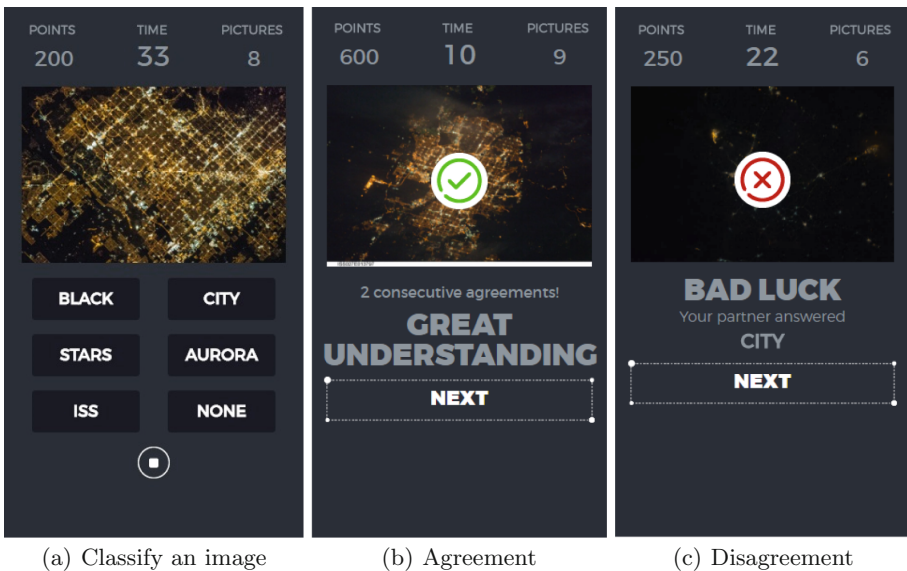 POINTS TIME PICTURES
200 33 8
BLACK CITY
STARS AURORA
ISS NONE
(a) Classify an image
POINTS TIME PICTURES
600 10 9
2 consecutive agreements!
GREAT
UNDERSTANDING
NEXT
(b) Agreement
POINTS TIME PICTURES
250 22 6
BAD LUCK
Your partner answered
CITY
NEXT
(c) Disagreement